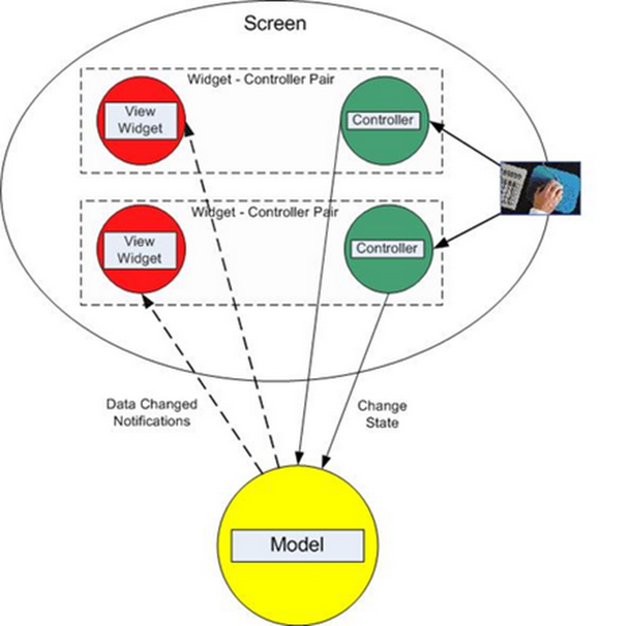 Screen
Widget - Controller Pair
View
Widget
Controller
Widget - Controller Pair
View
Widget
Controller
Data Changed
Notifications
Change
State
Model